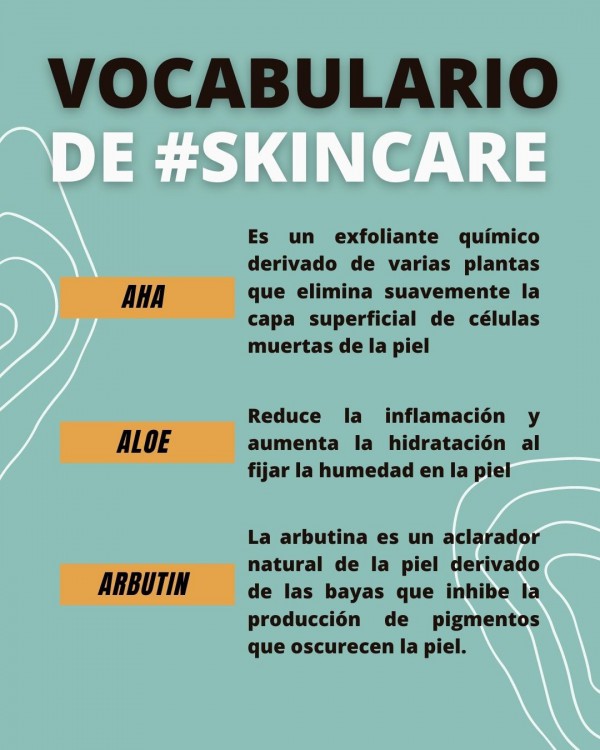 VOCABULARIO
DE #SKINCARE
AHA
Es un exfoliante químico
derivado de varias plantas
que elimina suavemente la
capa superficial de células
muertas de la piel
ALOE
Reduce la inflamación y
aumenta la hidratación al
fijar la humedad en la piel
ARBUTIN
La arbutina es un aclarador
natural de la piel derivado
de las bayas que inhibe la
producción de pigmentos
que oscurecen la piel.